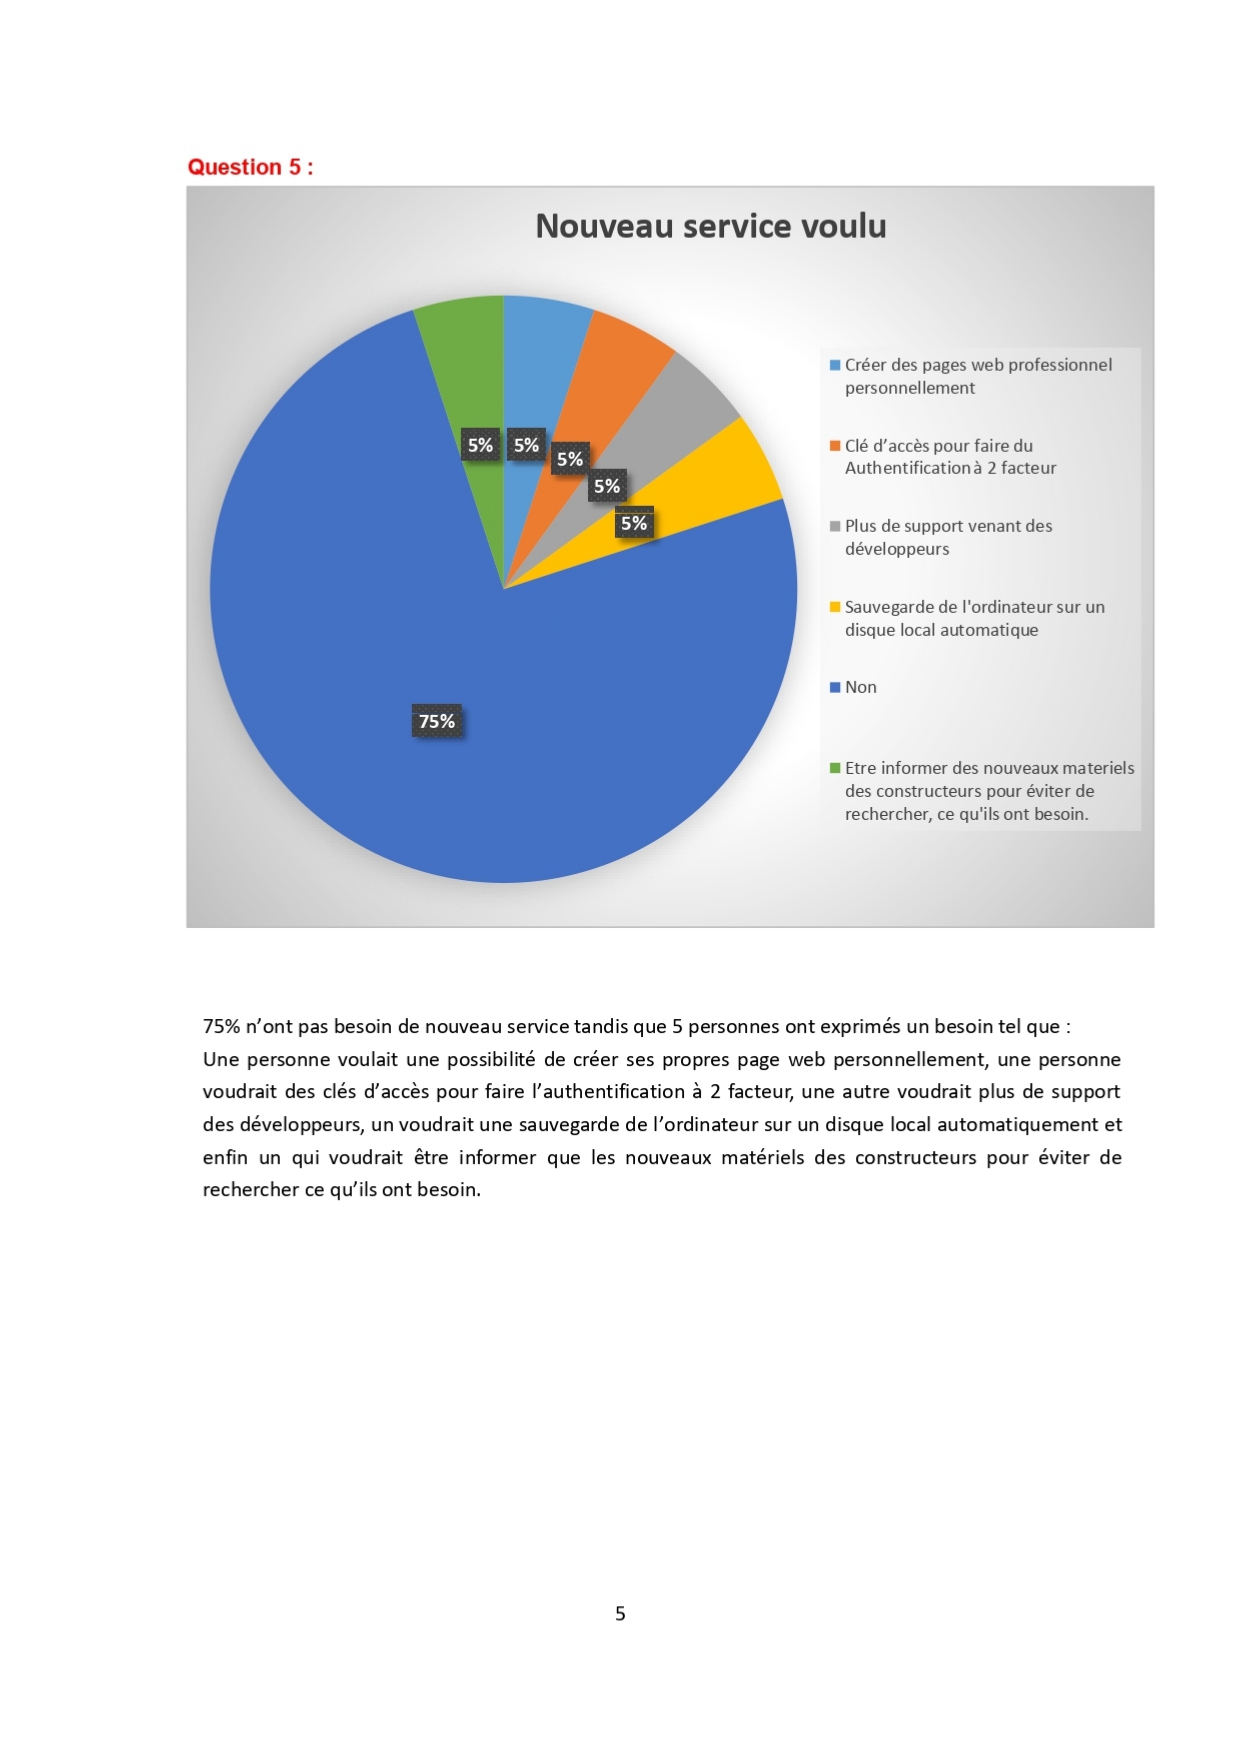 Question 5 :
Nouveau service voulu
5%
5%
5%
5%
5%
75%
Créer des pages web professionnel
personnellement
Clé d’accès pour faire du
Authentification à 2 facteur
Plus de support venant des
développeurs
Sauvegarde de l'ordinateur sur un
disque local automatique
Non
Etre informer des nouveaux materiels
des constructeurs pour éviter de
rechercher, ce qu'ils ont besoin.
75% n’ont pas besoin de nouveau service tandis que 5 personnes ont exprimés un besoin tel que :
Une personne voulait une possibilité de créer ses propres page web personnellement, une personne
voudrait des clés d’accès pour faire l’authentification à 2 facteur, une autre voudrait plus de support
des développeurs, un voudrait une sauvegarde de l’ordinateur sur un disque local automatiquement et
enfin un qui voudrait être informer que les nouveaux matériels des constructeurs pour éviter de
rechercher ce qu’ils ont besoin.
5